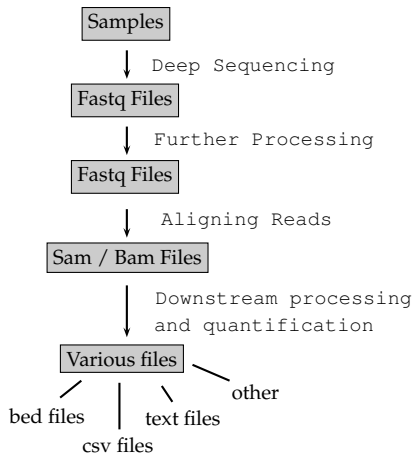 Samples
Deep Sequencing
Fastq Files
Further Processing
Fastq Files
Aligning Reads
Sam / Bam Files
Downstream processing
and quantification
Various files
other
bed files
text files
csv files